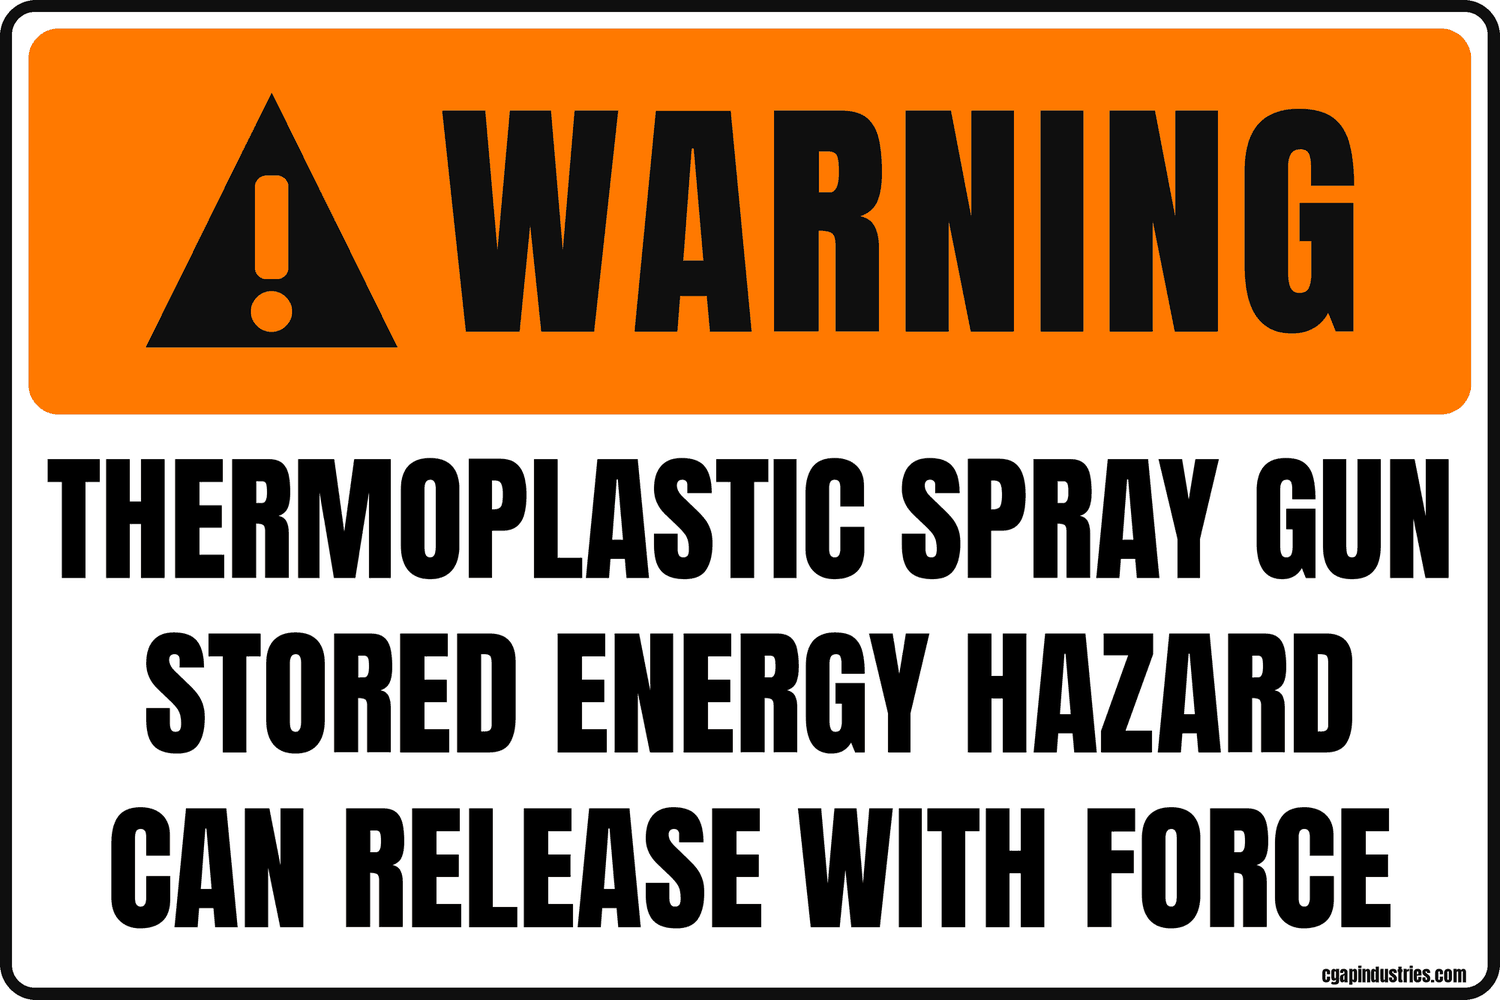 WARNING
THERMOPLASTIC SPRAY GUN
STORED ENERGY HAZARD
CAN RELEASE WITH FORCE
cgapindustries.com